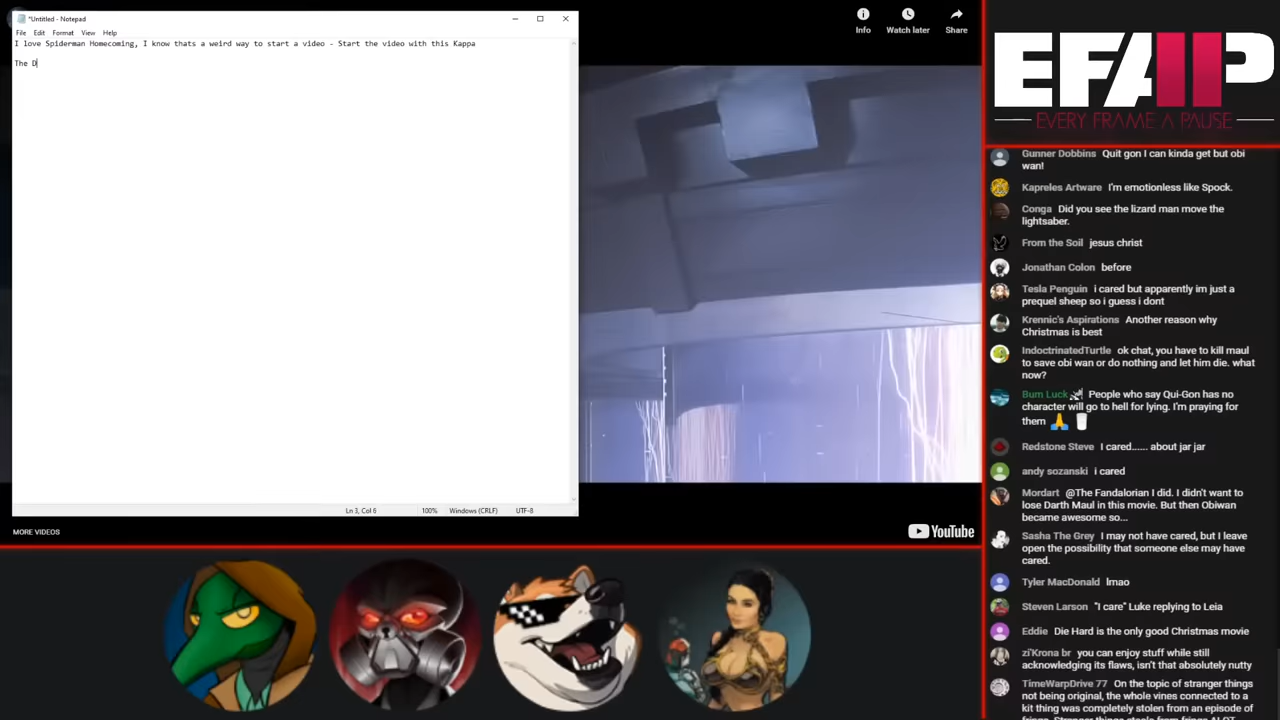 *Untitled - Notepad
File Edit Format View Help
I love Spiderman Homecoming, I know thats a weird way to start a video - Start the video with this Kappa
The D
Ln 3, Col 6 100% Windows (CRLF) UTF-8
Info Watch later Share
MORE VIDEOS
YouTube
EFAP
EVERY FRAME A PAUSE
Gunner Dobbins Quit gon I can kinda get but obi
wan!
Kapreles Artware I'm emotionless like Spock.
Conga Did you see the lizard man move the
lightsaber.
From the Soil jesus christ
Jonathan Colon before
Tesla Penguin i cared but apparently im just a
prequel sheep so i guess i dont
Krennic's Aspirations Another reason why
Christmas is best
IndoctrinatedTurtle ok chat, you have to kill maul
to save obi wan or do nothing and let him die. what
now?
Bum Luck People who say Qui-Gon has no
character will go to hell for lying. I'm praying for
them
Redstone Steve I cared...... about jar jar
andy sozanski i cared
Mordart @The Fandalorian I did. I didn't want to
lose Darth Maul in this movie. But then Obiwan
became awesome so...
Sasha The Grey I may not have cared, but I leave
open the possibility that someone else may have
cared.
Tyler MacDonald lmao
Steven Larson "I care" Luke replying to Leia
Eddie Die Hard is the only good Christmas movie
zi'Krona br you can enjoy stuff while still
acknowledging its flaws, isn't that absolutely nutty
TimeWarpDrive 77 On the topic of stranger things
not being original, the whole vines connected to a
kit thing was completely stolen from an episode of